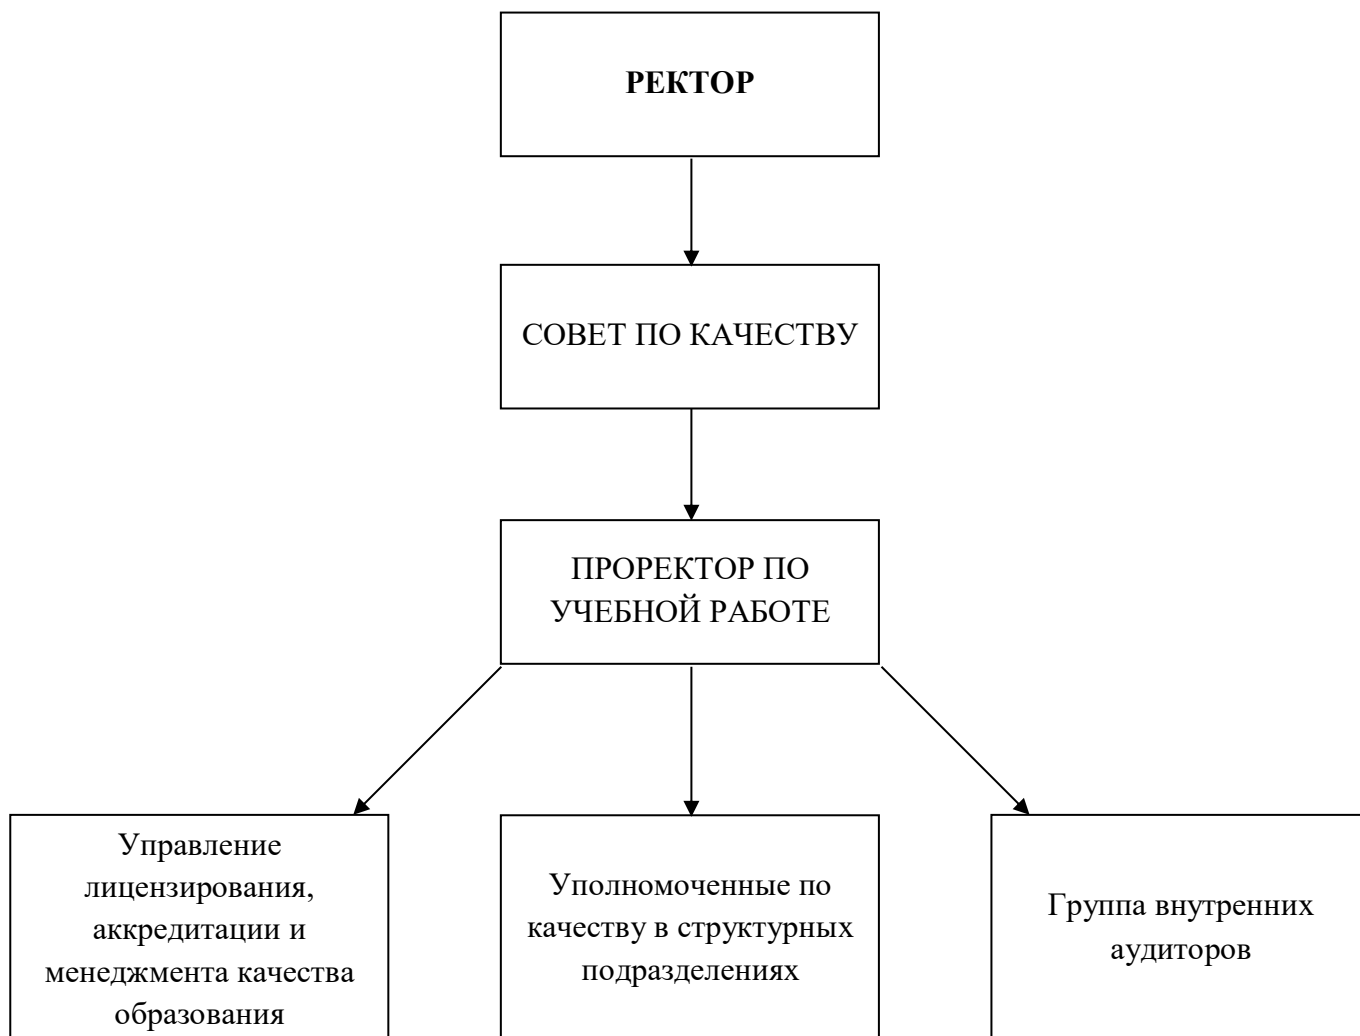 РЕКТОР
СОВЕТ ПО КАЧЕСТВУ
ПРОРЕКТОР ПО
УЧЕБНОЙ РАБОТЕ
Управление
лицензирования,
аккредитации и
менеджмента качества
образования
Уполномоченные по
качеству в структурных
подразделениях
Группа внутренних
аудиторов